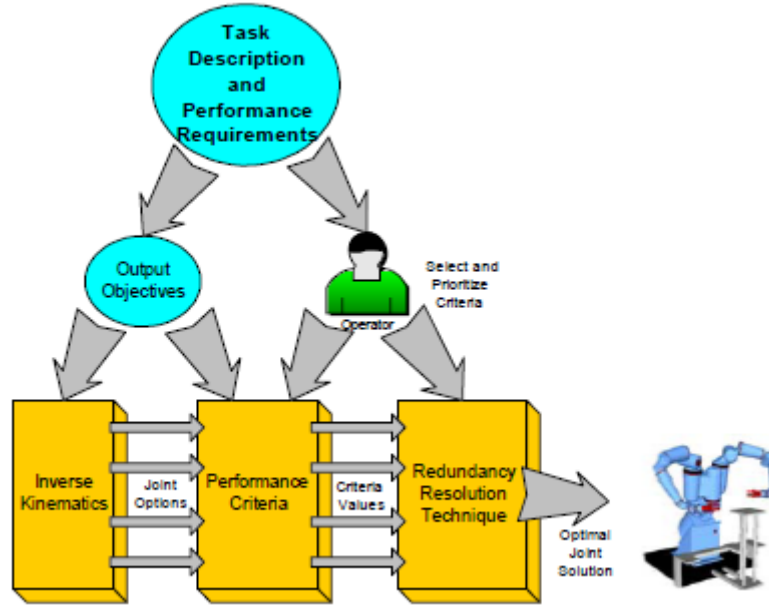 Task
Description
and
Performance
Requirements
Output
Objectives
Select and
Prioritize
Criteria
Operator
Inverse
Kinematics
Joint
Options
Performance
Criteria
Criteria
Values
Redundancy
Resolution
Technique
Optimal
Joint
Solution